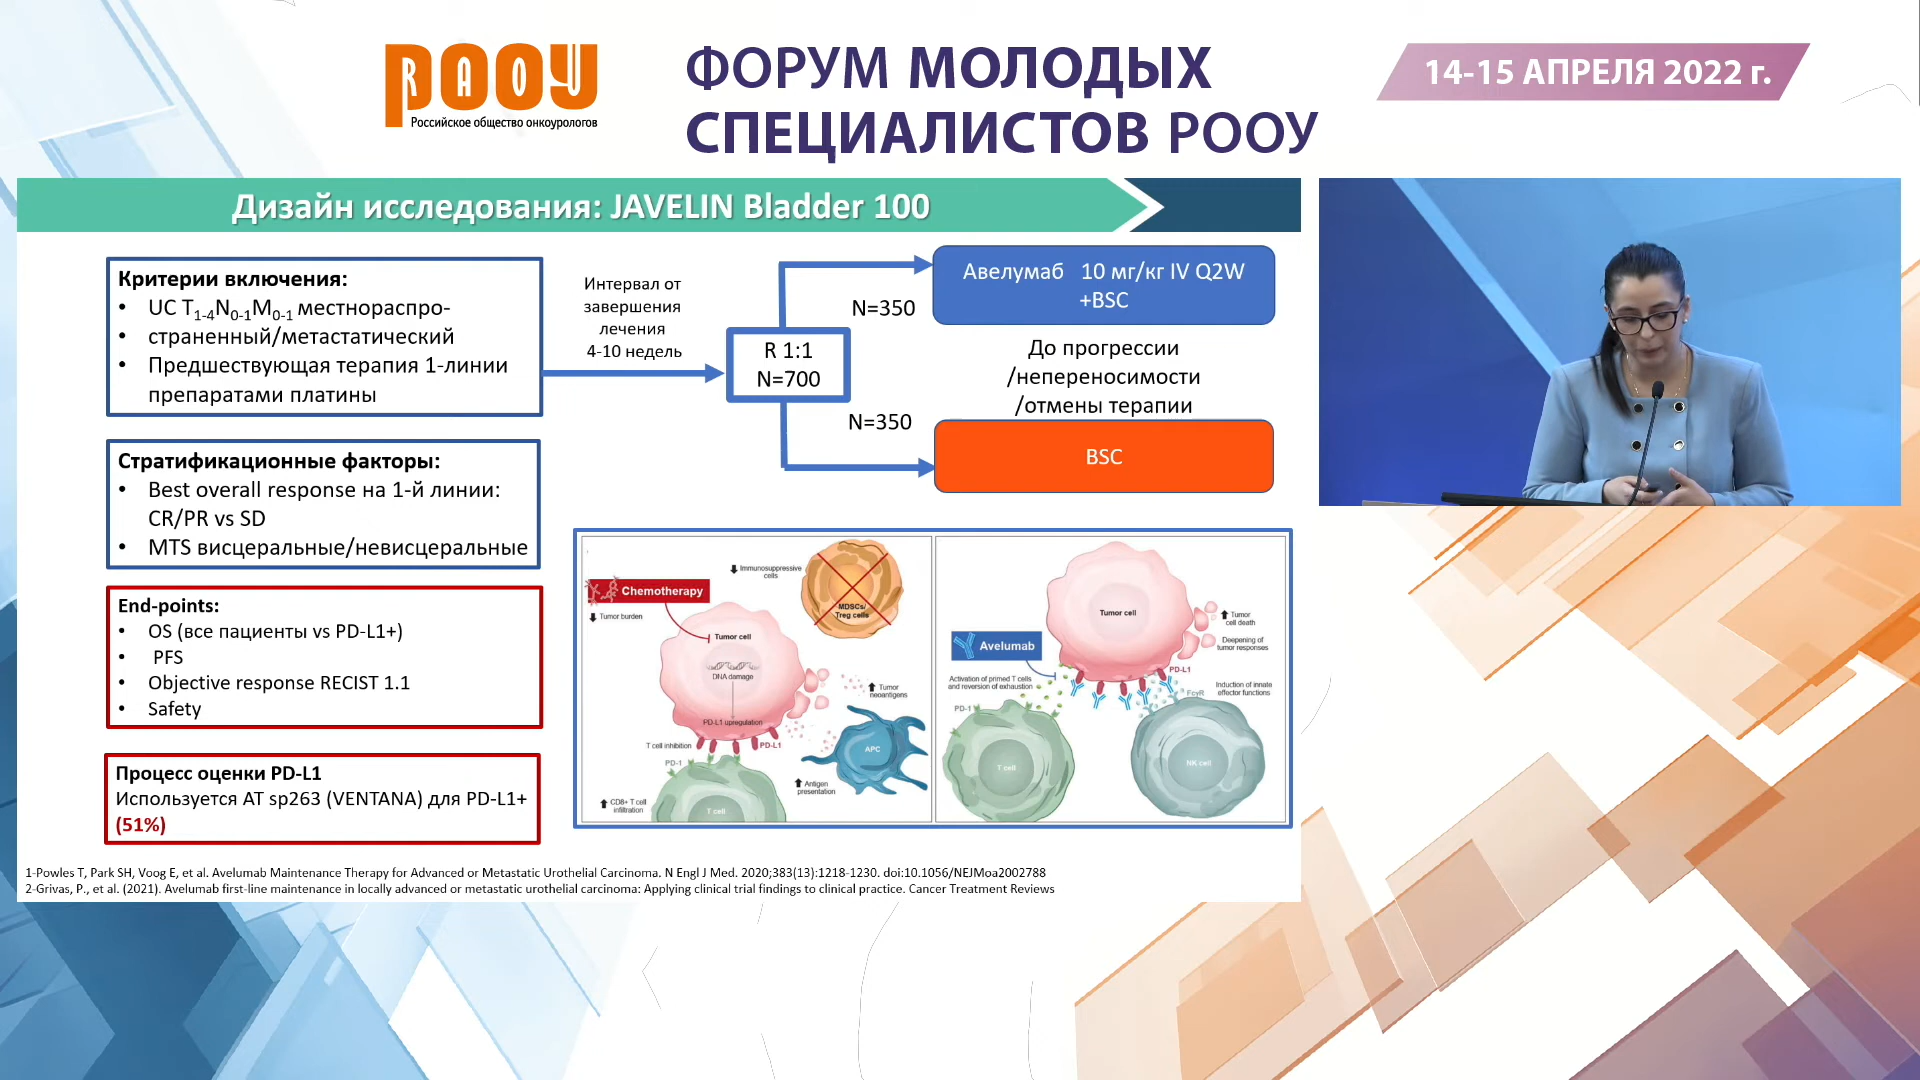 РООУ
RAOU
Российское общество онкоурологов
ФОРУМ МОЛОДЫХ
СПЕЦИАЛИСТОВ РООУ
14-15 АПРЕЛЯ 2022 г.
Дизайн исследования: JAVELIN Bladder 100
Критерии включения:
• UC T1-4N0-1M0-1 местнораспро-
• страненный/метастатический
• Предшествующая терапия 1-линии
препаратами платины
Интервал от
завершения
лечения
4-10 недель
R 1:1
N=700
N=350
Авелумаб 10 мг/кг IV Q2W
+BSC
До прогрессии
/непереносимости
/отмены терапии
N=350
BSC
Стратификационные факторы:
• Best overall response на 1-й линии:
CR/PR vs SD
• MTS висцеральные/невисцеральные
End-points:
• OS (все пациенты vs PD-L1+)
• PFS
• Objective response RECIST 1.1
• Safety
Процесс оценки PD-L1
Используется АТ sp263 (VENTANA) для PD-L1+
(51%)
Immunosuppressive
cells
Chemotherapy
Tumor burden
MDSCs/
Treg cells
Tumor cell
DNA damage
Tumor
neoantigens
PD-L1 upregulation
T cell inhibition
PD-L1
PD-1
APC
Antigen
presentation
CD8+ T cell
infiltration
T cell
Tumor cell
Tumor
cell death
Deepening of
tumor responses
Avelumab
PD-L1
Activation of primed T cells
and reversion of exhaustion
Induction of innate
effector functions
FcγR
PD-1
T cell
NK cell
1-Powles T, Park SH, Voog E, et al. Avelumab Maintenance Therapy for Advanced or Metastatic Urothelial Carcinoma. N Engl J Med. 2020;383(13):1218-1230. doi:10.1056/NEJMoa2002788
2-Grivas, P., et al. (2021). Avelumab first-line maintenance in locally advanced or metastatic urothelial carcinoma: Applying clinical trial findings to clinical practice. Cancer Treatment Reviews